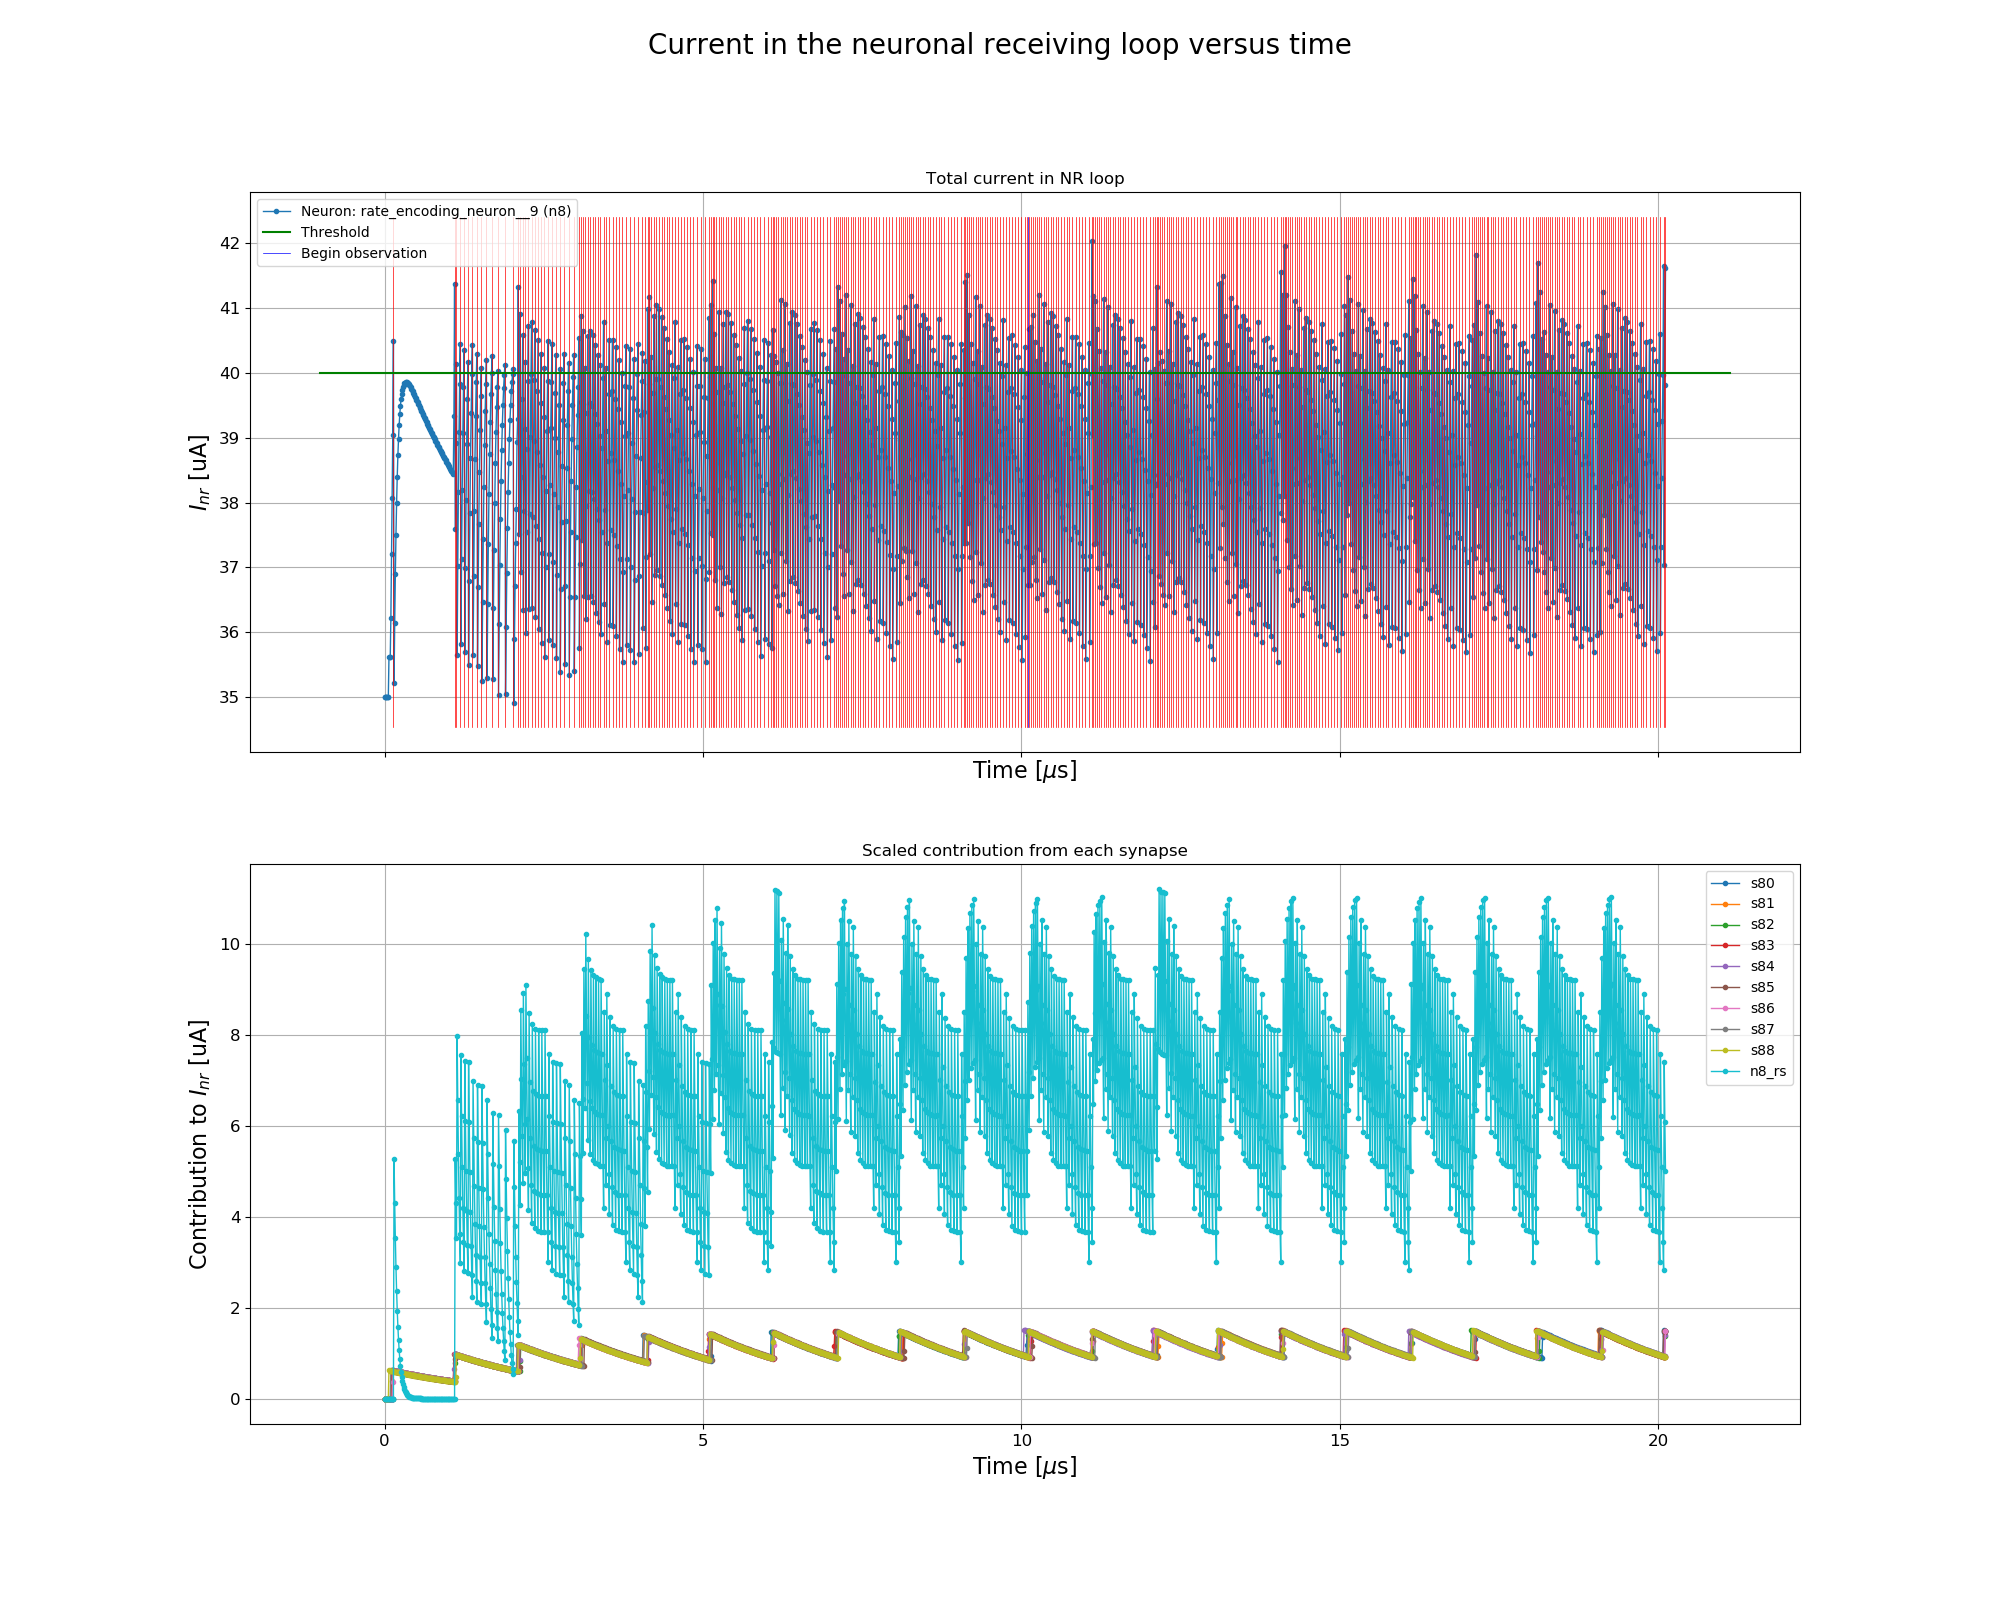 Current in the neuronal receiving loop versus time
Total current in NR loop
Neuron: rate_encoding_neuron__9 (n8)
Threshold
Begin observation
42
41
40
39
38
37
36
35
I_nr [uA]
Time [μs]
Scaled contribution from each synapse
s80
s81
s82
s83
s84
s85
s86
s87
s88
n8_rs
10
8
6
4
2
0
Contribution to I_nr [uA]
0 5 10 15 20
Time [μs]